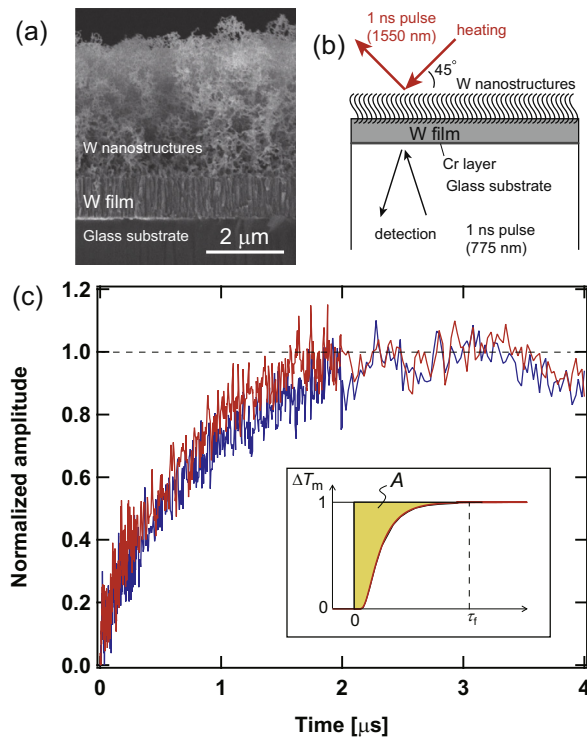 (a)
W nanostructures
W film
Glass substrate
2 μm
(b)
1 ns pulse
(1550 nm)
heating
45°
W nanostructures
W film
Cr layer
Glass substrate
detection
1 ns pulse
(775 nm)
(c)
Normalized amplitude
1.2
1.0
0.8
0.6
0.4
0.2
0.0
0
1
2
3
4
Time [μs]
ΔTm
A
1
0
0
τf